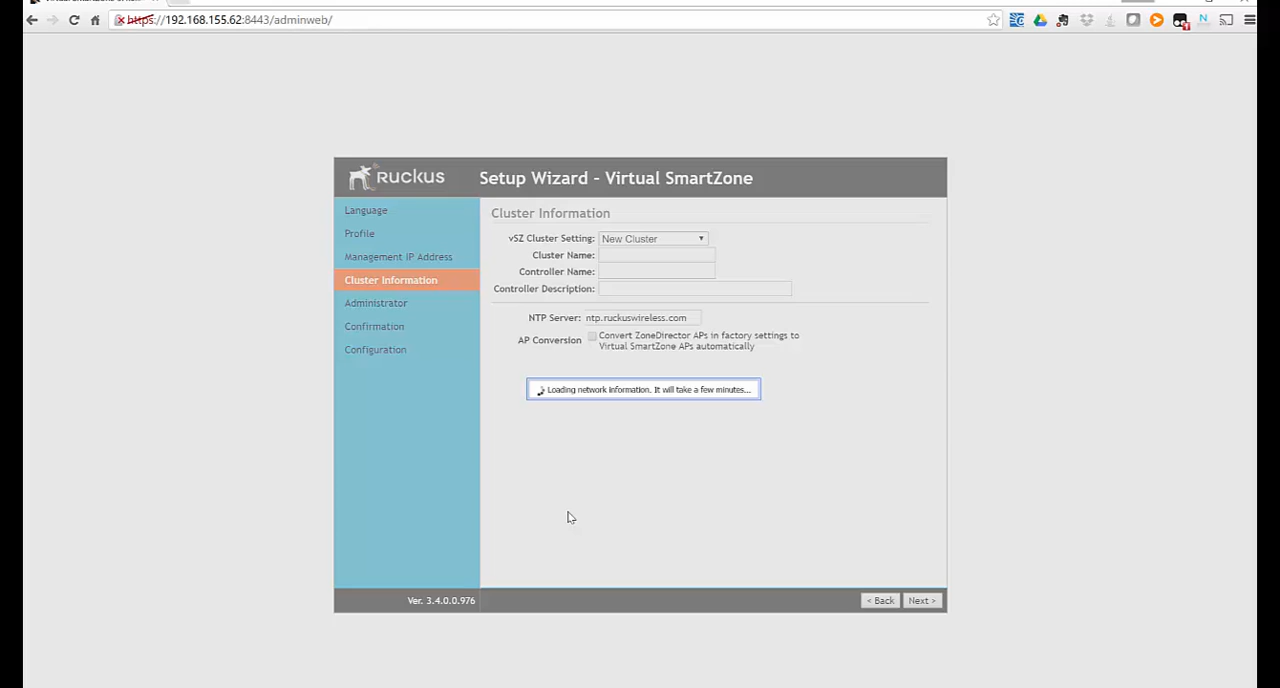 https://192.168.155.62:8443/adminweb/
RUCKUS
Setup Wizard - Virtual SmartZone
Language
Profile
Management IP Address
Cluster Information
Administrator
Confirmation
Configuration
Cluster Information
vSZ Cluster Setting: New Cluster
Cluster Name:
Controller Name:
Controller Description:
NTP Server: ntp.ruckuswireless.com
AP Conversion Convert ZoneDirector APs in factory settings to
Virtual SmartZone APs automatically
Loading network information. It will take a few minutes...
Ver. 3.4.0.0.976
< Back Next >